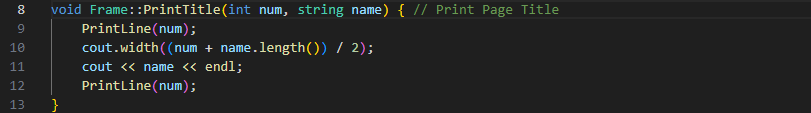 8 void Frame::PrintTitle(int num, string name) { // Print Page Title
9     PrintLine(num);
10     cout.width((num + name.length()) / 2);
11     cout << name << endl;
12     PrintLine(num);
13 }